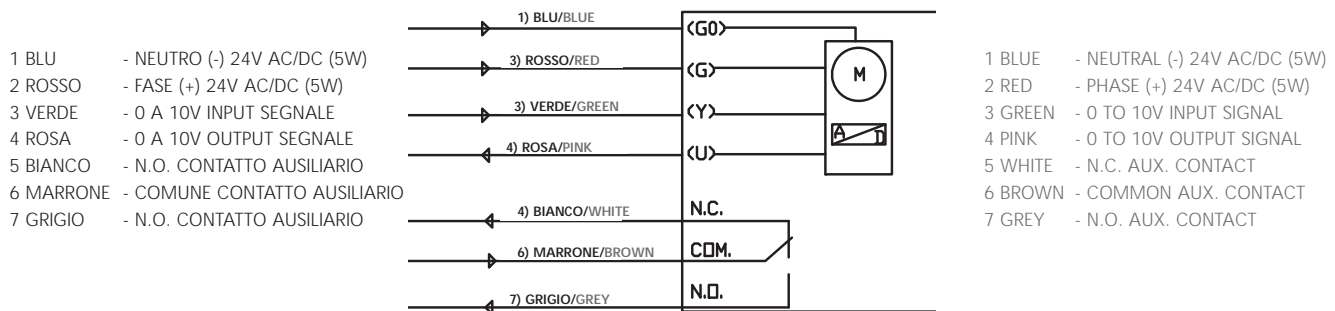 1 BLU - NEUTRO (-) 24V AC/DC (5W)
2 ROSSO - FASE (+) 24V AC/DC (5W)
3 VERDE - 0 A 10V INPUT SEGNALE
4 ROSA - 0 A 10V OUTPUT SEGNALE
5 BIANCO - N.O. CONTATTO AUSILIARIO
6 MARRONE - COMUNE CONTATTO AUSILIARIO
7 GRIGIO - N.O. CONTATTO AUSILIARIO
1) BLU/BLUE (G0)
3) ROSSO/RED (G)
3) VERDE/GREEN (Y)
4) ROSA/PINK (U)
4) BIANCO/WHITE N.C.
6) MARRONE/BROWN COM.
7) GRIGIO/GREY N.O.
M
A D
1 BLUE - NEUTRAL (-) 24V AC/DC (5W)
2 RED - PHASE (+) 24V AC/DC (5W)
3 GREEN - 0 TO 10V INPUT SIGNAL
4 PINK - 0 TO 10V OUTPUT SIGNAL
5 WHITE - N.C. AUX. CONTACT
6 BROWN - COMMON AUX. CONTACT
7 GREY - N.O. AUX. CONTACT